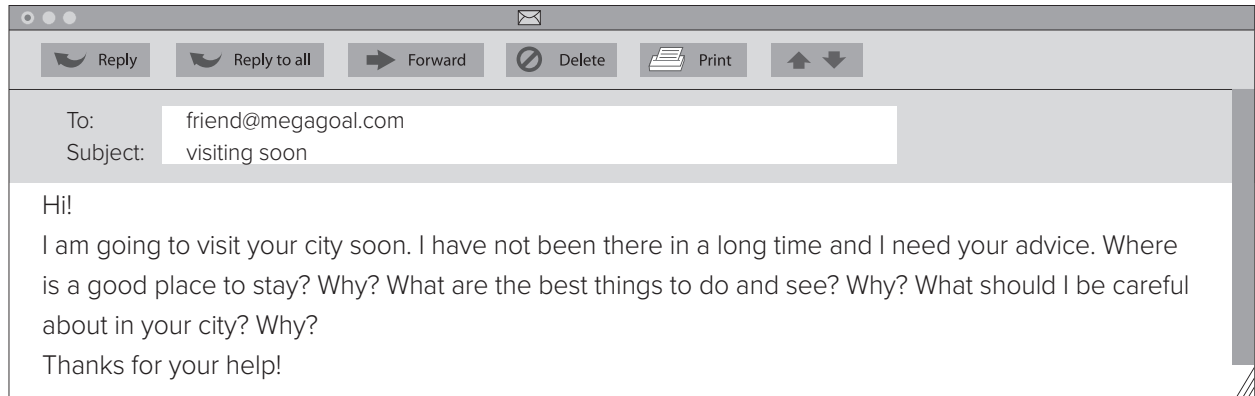 Reply Reply to all Forward Delete Print
To: friend@megagoal.com
Subject: visiting soon
Hi!
I am going to visit your city soon. I have not been there in a long time and I need your advice. Where
is a good place to stay? Why? What are the best things to do and see? Why? What should I be careful
about in your city? Why?
Thanks for your help!